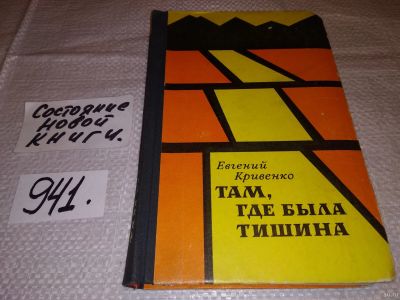 Состояние
новой
книги.
941.
Евгений
Кривенко
ТАМ,
ГДЕ БЫЛА
ТИШИНА